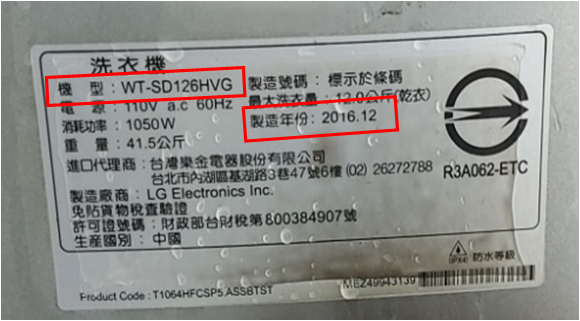 洗衣機
機 型：WT-SD126HVG 製造號碼：標示於條碼
電 源：110V a.c 60Hz 最大洗衣量：12.0公斤(乾衣)
消耗功率：1050W 製造年份：2016.12
重 量：41.5公斤
進口代理商：台灣樂金電器股份有限公司
台北市內湖區基湖路3巷47號6樓 (02) 26272788
R3A062-ETC
製造廠商：LG Electronics Inc.
免貼貨物稅查驗證
許可證號碼：財政部台財稅第800384907號
生產國別：中國
IPX4 防水等級
Product Code : T1064HFCSP5.ASSBTST
MEZ49943139